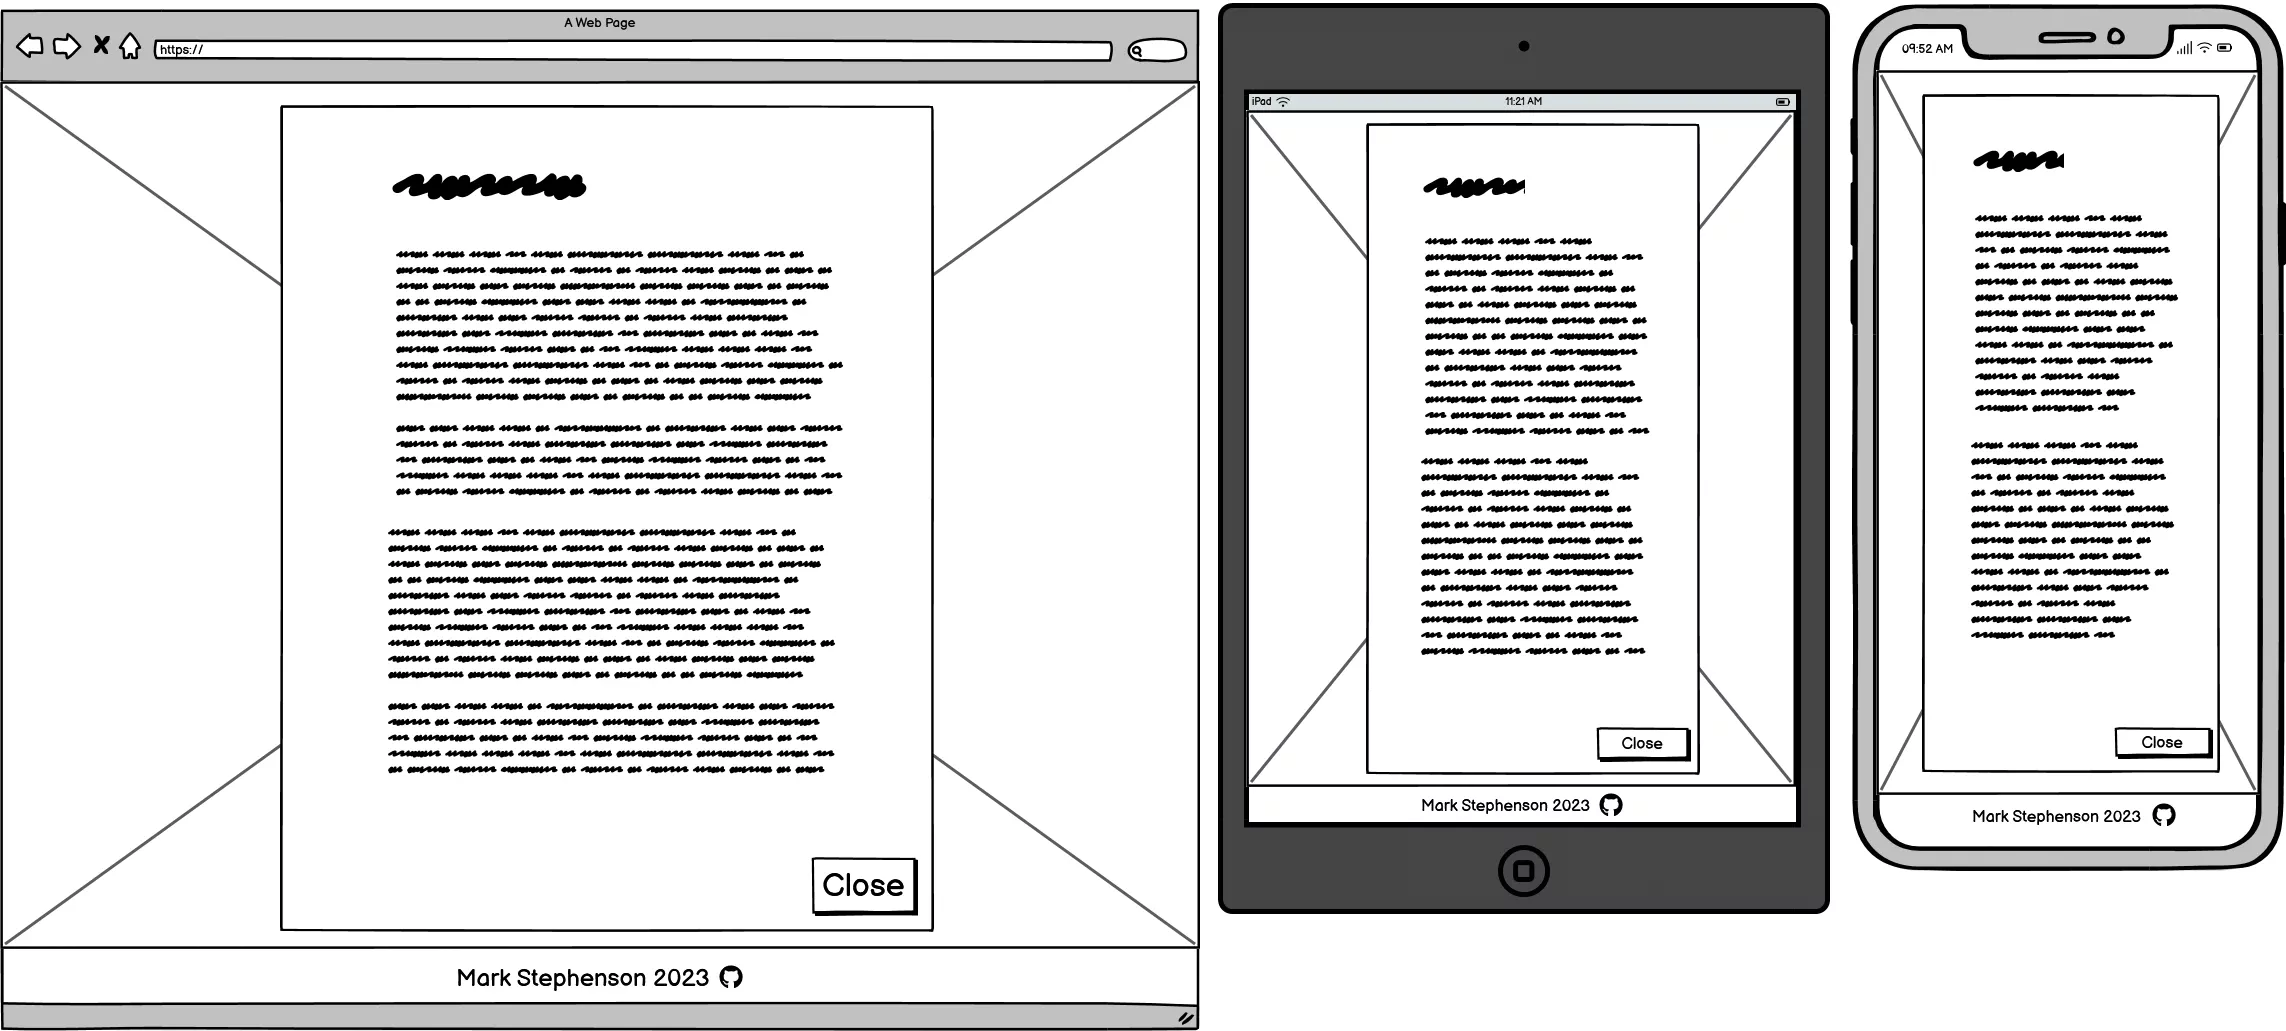 A Web Page
https://
Close
Mark Stephenson 2023
iPad
11:21 AM
Close
Mark Stephenson 2023
09:52 AM
Close
Mark Stephenson 2023